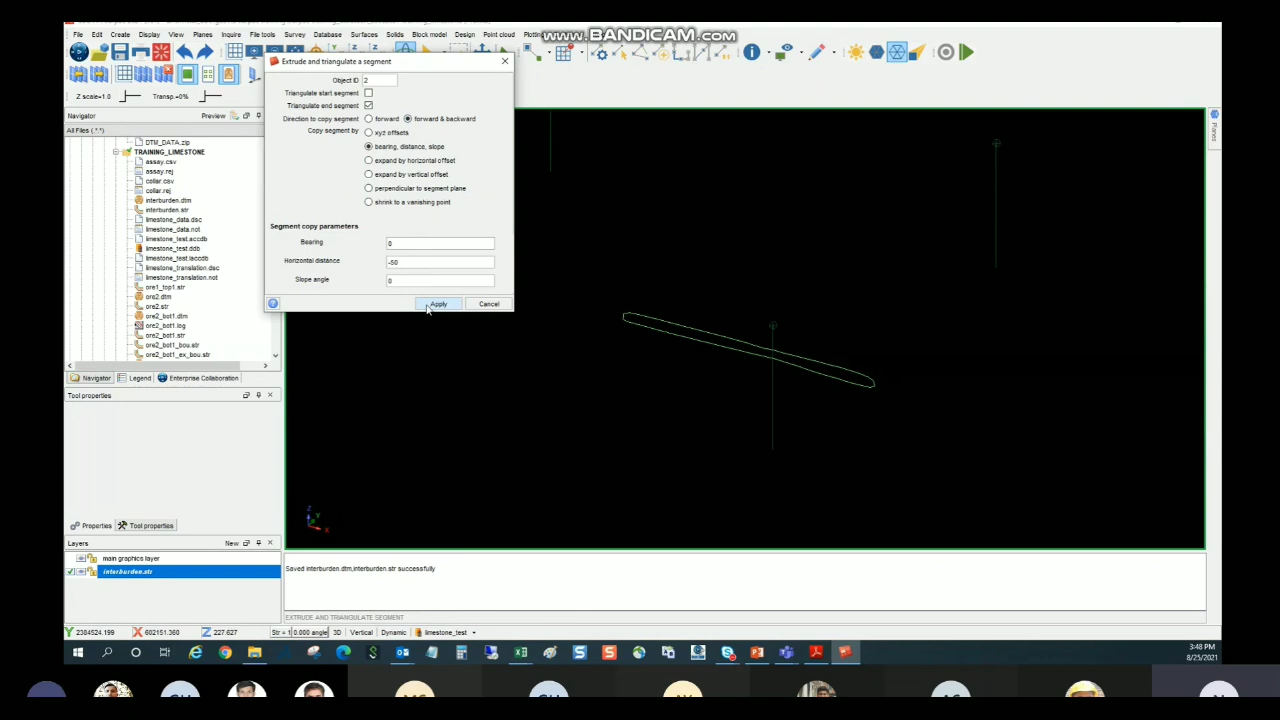 www.BANDICAM.com
File Edit Create Display View Planes Inquire File tools Survey Database Surfaces Solids Block model Design Point cloud Plotting
Extrude and triangulate a segment
Object ID 2
Triangulate start segment
Triangulate end segment
Direction to copy segment forward forward & backward
Copy segment by xyz offsets
bearing, distance, slope
expand by horizontal offset
expand by vertical offset
perpendicular to segment plane
shrink to a vanishing point
Segment copy parameters
Bearing 0
Horizontal distance -50
Slope angle 0
Apply Cancel
Z scale=1.0 Transp.=0%
Navigator Preview
All Files (*.*)
DTM_DATA.zip
TRAINING_LIMESTONE
assay.csv
assay.rej
collar.csv
collar.rej
interburden.dtm
interburden.str
limestone_data.dsc
limestone_data.not
limestone_test.accdb
limestone_test.ddb
limestone_test.laccdb
limestone_translation.dsc
limestone_translation.not
ore1_top1.str
ore2.dtm
ore2.str
ore2_bot1.dtm
ore2_bot1.log
ore2_bot1.str
ore2_bot1_bou.str
ore2_bot1_ex_bou.str
Navigator Legend Enterprise Collaboration
Tool properties
Properties Tool properties
Layers New
main graphics layer
interburden.str
Planes
Z
Y
X
Saved interburden.dtm,interburden.str successfully
EXTRUDE AND TRIANGULATE SEGMENT
Y 2384524.199 X 602151.360 Z 227.627 Str = 1 0.000 angle 3D Vertical Dynamic limestone_test
3:48 PM
8/25/2021